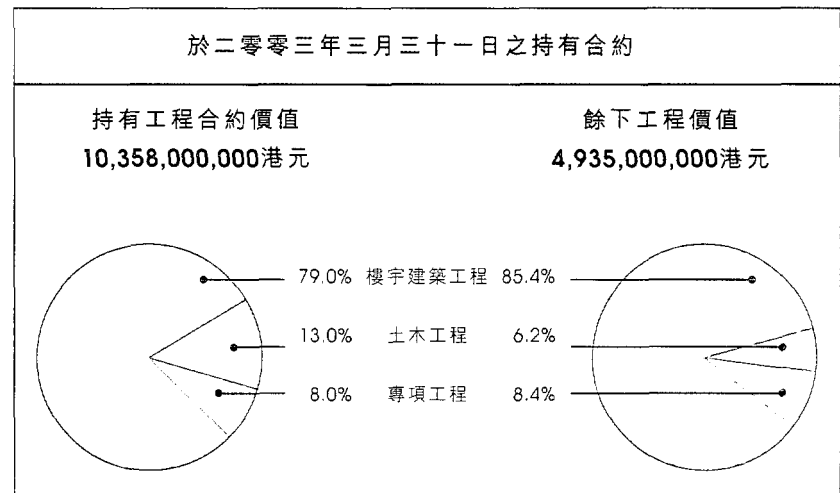 於二零零三年三月三十一日之持有合約
持有工程合約價值
10,358,000,000港元
餘下工程價值
4,935,000,000港元
79.0% 樓宇建築工程 85.4%
13.0% 土木工程 6.2%
8.0% 專項工程 8.4%